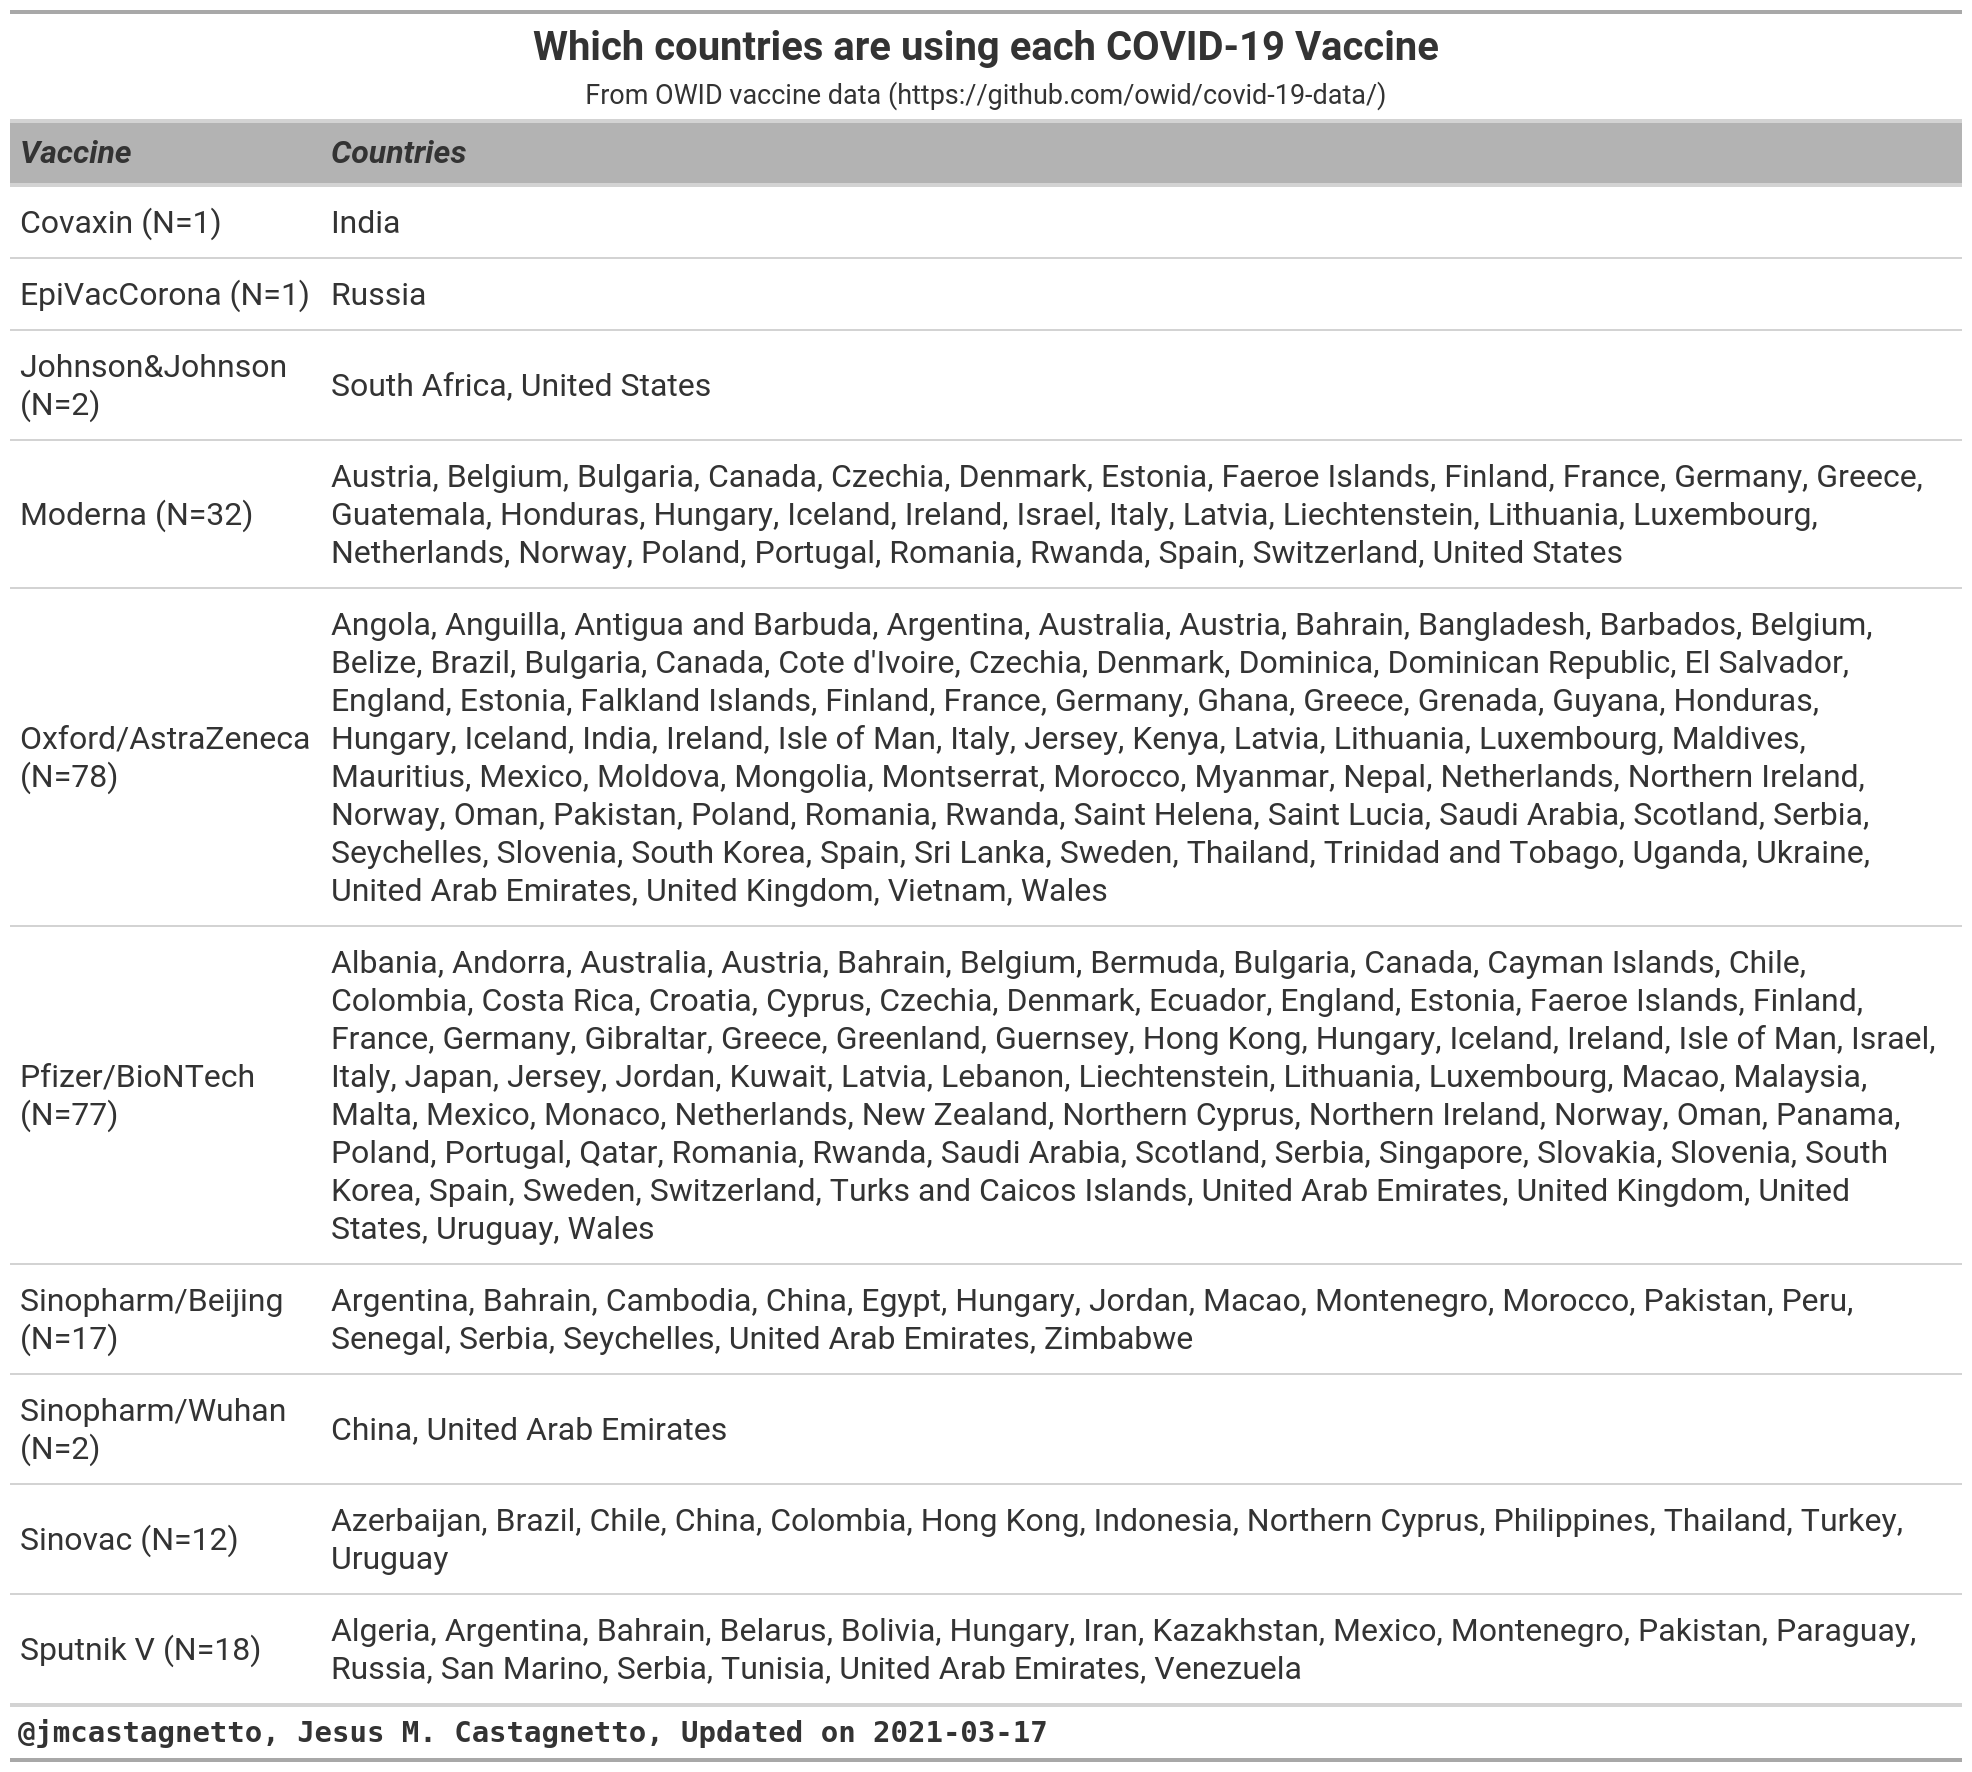 Which countries are using each COVID-19 Vaccine
From OWID vaccine data (https://github.com/owid/covid-19-data/)
Vaccine Countries
Covaxin (N=1) India
EpiVacCorona (N=1) Russia
Johnson&Johnson
(N=2)
South Africa, United States
Moderna (N=32)
Austria, Belgium, Bulgaria, Canada, Czechia, Denmark, Estonia, Faeroe Islands, Finland, France, Germany, Greece,
Guatemala, Honduras, Hungary, Iceland, Ireland, Israel, Italy, Latvia, Liechtenstein, Lithuania, Luxembourg,
Netherlands, Norway, Poland, Portugal, Romania, Rwanda, Spain, Switzerland, United States
Oxford/AstraZeneca
(N=78)
Angola, Anguilla, Antigua and Barbuda, Argentina, Australia, Austria, Bahrain, Bangladesh, Barbados, Belgium,
Belize, Brazil, Bulgaria, Canada, Cote d'Ivoire, Czechia, Denmark, Dominica, Dominican Republic, El Salvador,
England, Estonia, Falkland Islands, Finland, France, Germany, Ghana, Greece, Grenada, Guyana, Honduras,
Hungary, Iceland, India, Ireland, Isle of Man, Italy, Jersey, Kenya, Latvia, Lithuania, Luxembourg, Maldives,
Mauritius, Mexico, Moldova, Mongolia, Montserrat, Morocco, Myanmar, Nepal, Netherlands, Northern Ireland,
Norway, Oman, Pakistan, Poland, Romania, Rwanda, Saint Helena, Saint Lucia, Saudi Arabia, Scotland, Serbia,
Seychelles, Slovenia, South Korea, Spain, Sri Lanka, Sweden, Thailand, Trinidad and Tobago, Uganda, Ukraine,
United Arab Emirates, United Kingdom, Vietnam, Wales
Pfizer/BioNTech
(N=77)
Albania, Andorra, Australia, Austria, Bahrain, Belgium, Bermuda, Bulgaria, Canada, Cayman Islands, Chile,
Colombia, Costa Rica, Croatia, Cyprus, Czechia, Denmark, Ecuador, England, Estonia, Faeroe Islands, Finland,
France, Germany, Gibraltar, Greece, Greenland, Guernsey, Hong Kong, Hungary, Iceland, Ireland, Isle of Man, Israel,
Italy, Japan, Jersey, Jordan, Kuwait, Latvia, Lebanon, Liechtenstein, Lithuania, Luxembourg, Macao, Malaysia,
Malta, Mexico, Monaco, Netherlands, New Zealand, Northern Cyprus, Northern Ireland, Norway, Oman, Panama,
Poland, Portugal, Qatar, Romania, Rwanda, Saudi Arabia, Scotland, Serbia, Singapore, Slovakia, Slovenia, South
Korea, Spain, Sweden, Switzerland, Turks and Caicos Islands, United Arab Emirates, United Kingdom, United
States, Uruguay, Wales
Sinopharm/Beijing
(N=17)
Argentina, Bahrain, Cambodia, China, Egypt, Hungary, Jordan, Macao, Montenegro, Morocco, Pakistan, Peru,
Senegal, Serbia, Seychelles, United Arab Emirates, Zimbabwe
Sinopharm/Wuhan
(N=2)
China, United Arab Emirates
Sinovac (N=12)
Azerbaijan, Brazil, Chile, China, Colombia, Hong Kong, Indonesia, Northern Cyprus, Philippines, Thailand, Turkey,
Uruguay
Sputnik V (N=18)
Algeria, Argentina, Bahrain, Belarus, Bolivia, Hungary, Iran, Kazakhstan, Mexico, Montenegro, Pakistan, Paraguay,
Russia, San Marino, Serbia, Tunisia, United Arab Emirates, Venezuela
@jmcastagnetto, Jesus M. Castagnetto, Updated on 2021-03-17